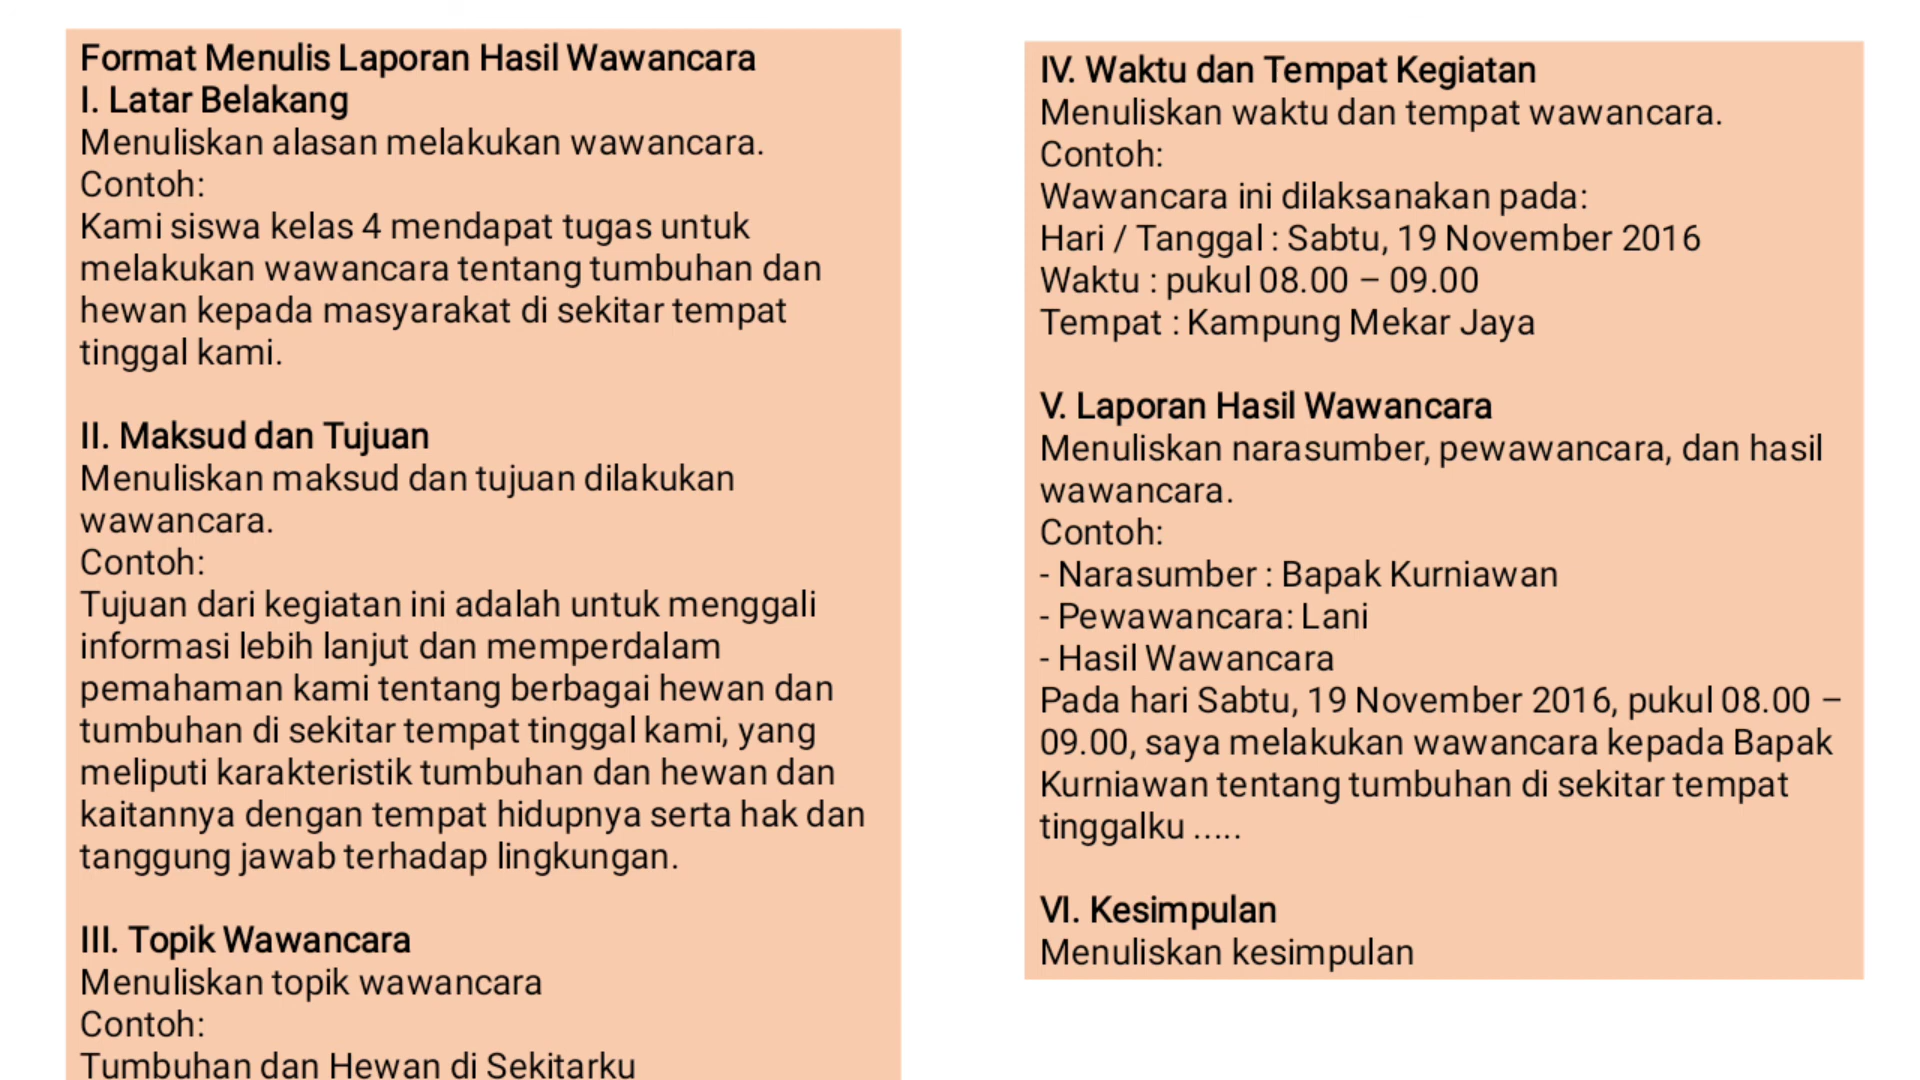 Format Menulis Laporan Hasil Wawancara
I. Latar Belakang
Menuliskan alasan melakukan wawancara.
Contoh:
Kami siswa kelas 4 mendapat tugas untuk
melakukan wawancara tentang tumbuhan dan
hewan kepada masyarakat di sekitar tempat
tinggal kami.
II. Maksud dan Tujuan
Menuliskan maksud dan tujuan dilakukan
wawancara.
Contoh:
Tujuan dari kegiatan ini adalah untuk menggali
informasi lebih lanjut dan memperdalam
pemahaman kami tentang berbagai hewan dan
tumbuhan di sekitar tempat tinggal kami, yang
meliputi karakteristik tumbuhan dan hewan dan
kaitannya dengan tempat hidupnya serta hak dan
tanggung jawab terhadap lingkungan.
III. Topik Wawancara
Menuliskan topik wawancara
Contoh:
Tumbuhan dan Hewan di Sekitarku
IV. Waktu dan Tempat Kegiatan
Menuliskan waktu dan tempat wawancara.
Contoh:
Wawancara ini dilaksanakan pada:
Hari / Tanggal : Sabtu, 19 November 2016
Waktu : pukul 08.00 – 09.00
Tempat : Kampung Mekar Jaya
V. Laporan Hasil Wawancara
Menuliskan narasumber, pewawancara, dan hasil
wawancara.
Contoh:
- Narasumber : Bapak Kurniawan
- Pewawancara: Lani
- Hasil Wawancara
Pada hari Sabtu, 19 November 2016, pukul 08.00 –
09.00, saya melakukan wawancara kepada Bapak
Kurniawan tentang tumbuhan di sekitar tempat
tinggalku .....
VI. Kesimpulan
Menuliskan kesimpulan